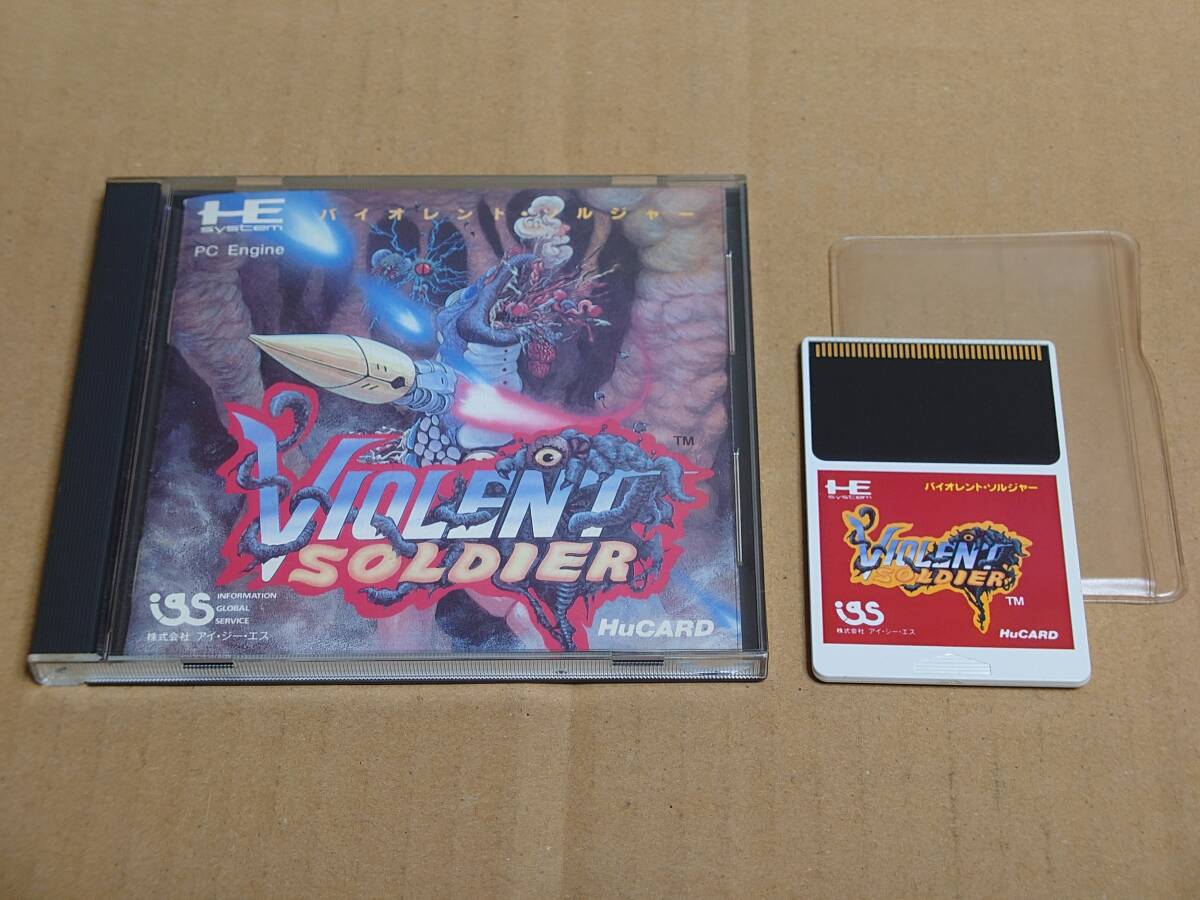 HE
system
バイオレント・ソルジャー
PC Engine
TM
VIOLENT
SOLDIER
igs
INFORMATION
GLOBAL
SERVICE
株式会社 アイ・ジー・エス
HuCARD
HE
system
バイオレント・ソルジャー
VIOLENT
SOLDIER
TM
igs
株式会社 アイ・ジー・エス
HuCARD